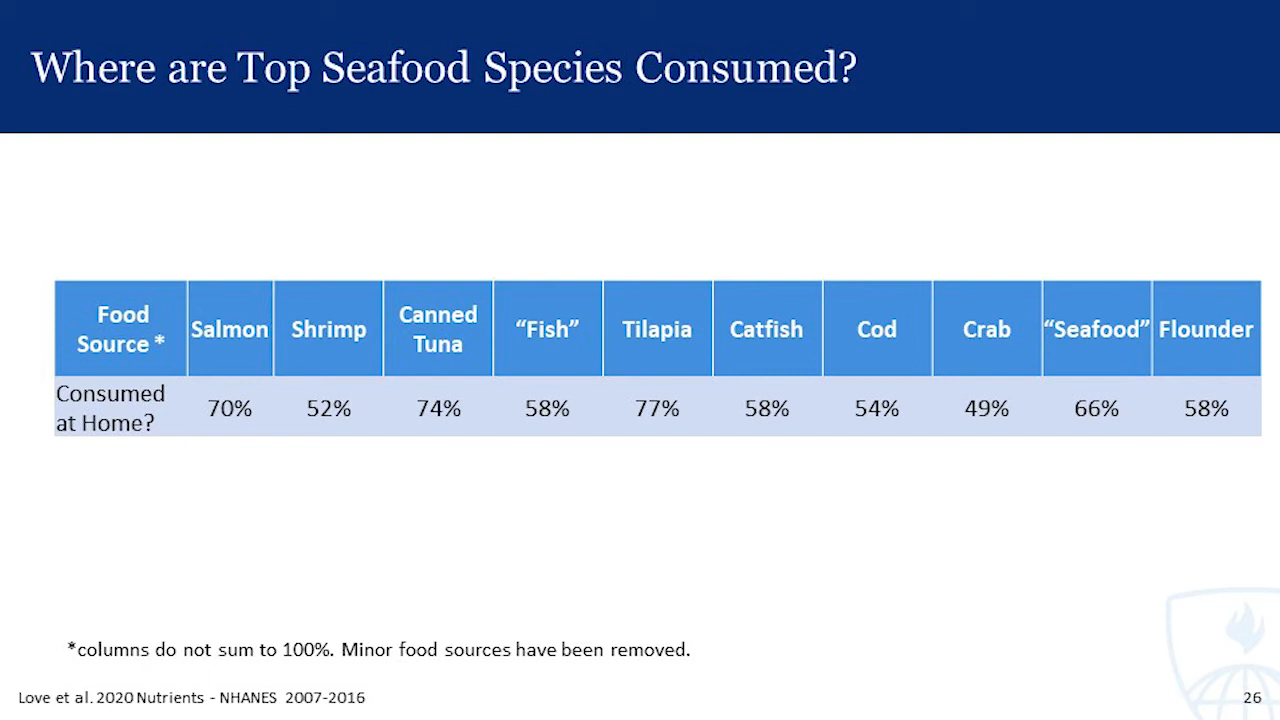 Where are Top Seafood Species Consumed?
Food Source * Salmon Shrimp Canned Tuna “Fish” Tilapia Catfish Cod Crab “Seafood” Flounder
Consumed at Home? 70% 52% 74% 58% 77% 58% 54% 49% 66% 58%
*columns do not sum to 100%. Minor food sources have been removed.
Love et al. 2020 Nutrients - NHANES 2007-2016
26